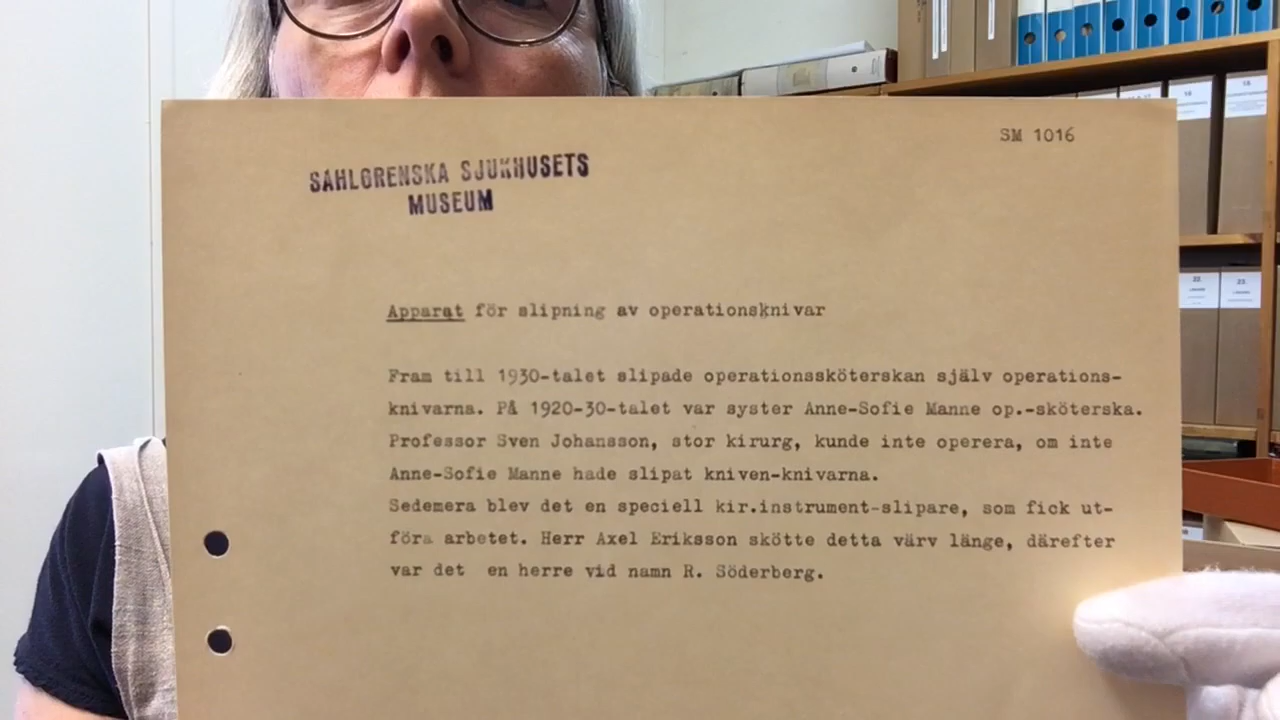 SM 1016
SAHLGRENSKA SJUKHUSETS
MUSEUM
Apparat för slipning av operationsknivar
Fram till 1930-talet slipade operationssköterskan själv operations-
knivarna. På 1920-30-talet var syster Anne-Sofie Manne op.-sköterska.
Professor Sven Johansson, stor kirurg, kunde inte operera, om inte
Anne-Sofie Manne hade slipat kniven-knivarna.
Sedemera blev det en speciell kir.instrument-slipare, som fick ut-
föra arbetet. Herr Axel Eriksson skötte detta värv länge, därefter
var det en herre vid namn R. Söderberg.
22.
23.